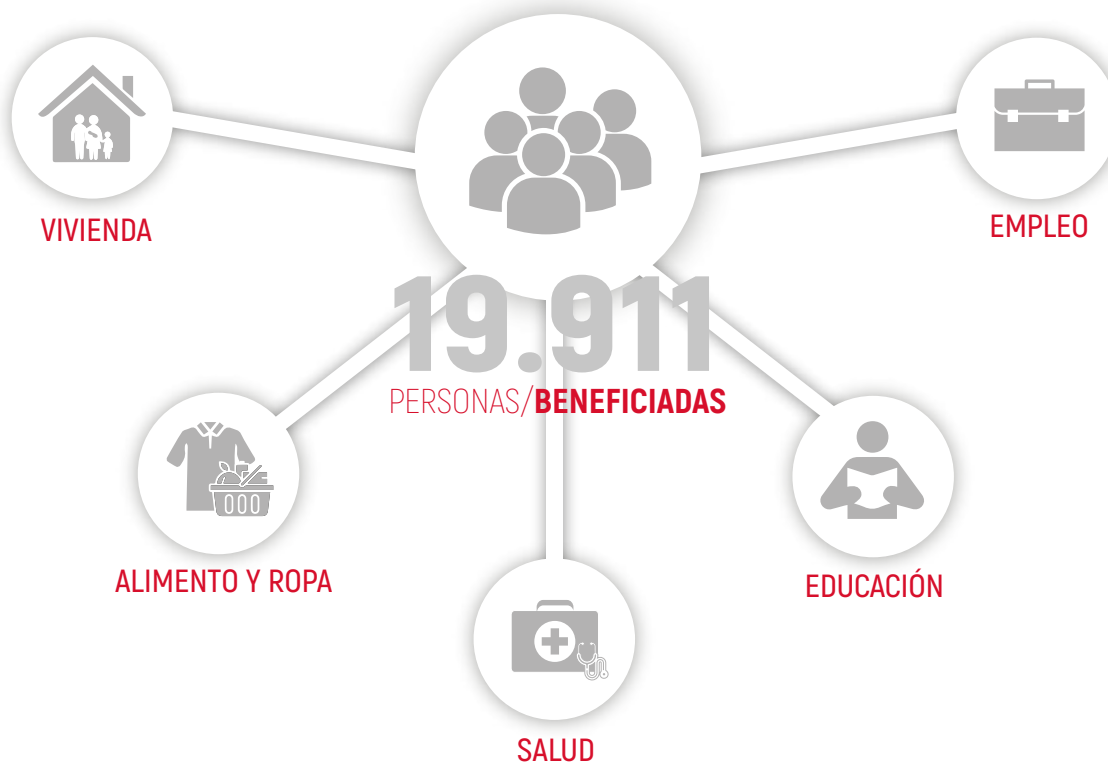 VIVIENDA
EMPLEO
19.911
PERSONAS/BENEFICIADAS
ALIMENTO Y ROPA
EDUCACIÓN
SALUD